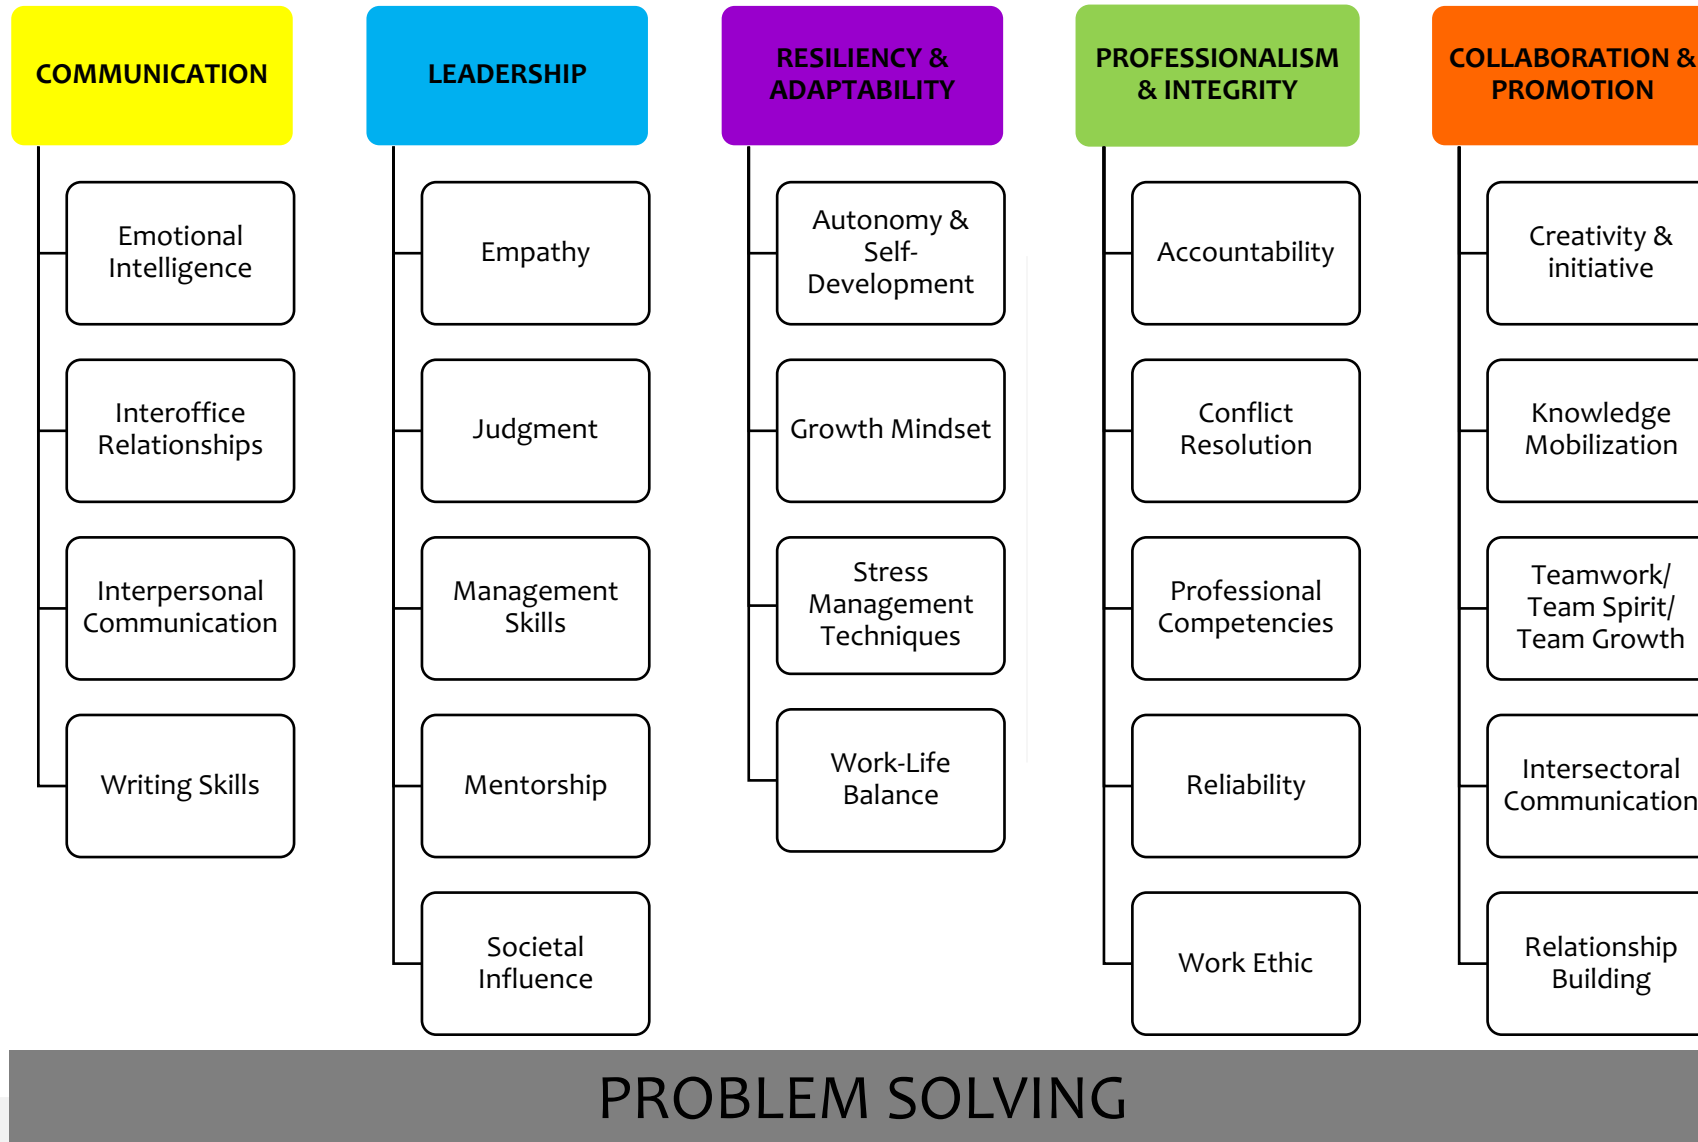 COMMUNICATION
Emotional
Intelligence
Interoffice
Relationships
Interpersonal
Communication
Writing Skills
LEADERSHIP
Empathy
Judgment
Management
Skills
Mentorship
Societal
Influence
RESILIENCY &
ADAPTABILITY
Autonomy &
Self-
Development
Growth Mindset
Stress
Management
Techniques
Work-Life
Balance
PROFESSIONALISM
& INTEGRITY
Accountability
Conflict
Resolution
Professional
Competencies
Reliability
Work Ethic
COLLABORATION &
PROMOTION
Creativity &
initiative
Knowledge
Mobilization
Teamwork/
Team Spirit/
Team Growth
Intersectoral
Communication
Relationship
Building
PROBLEM SOLVING